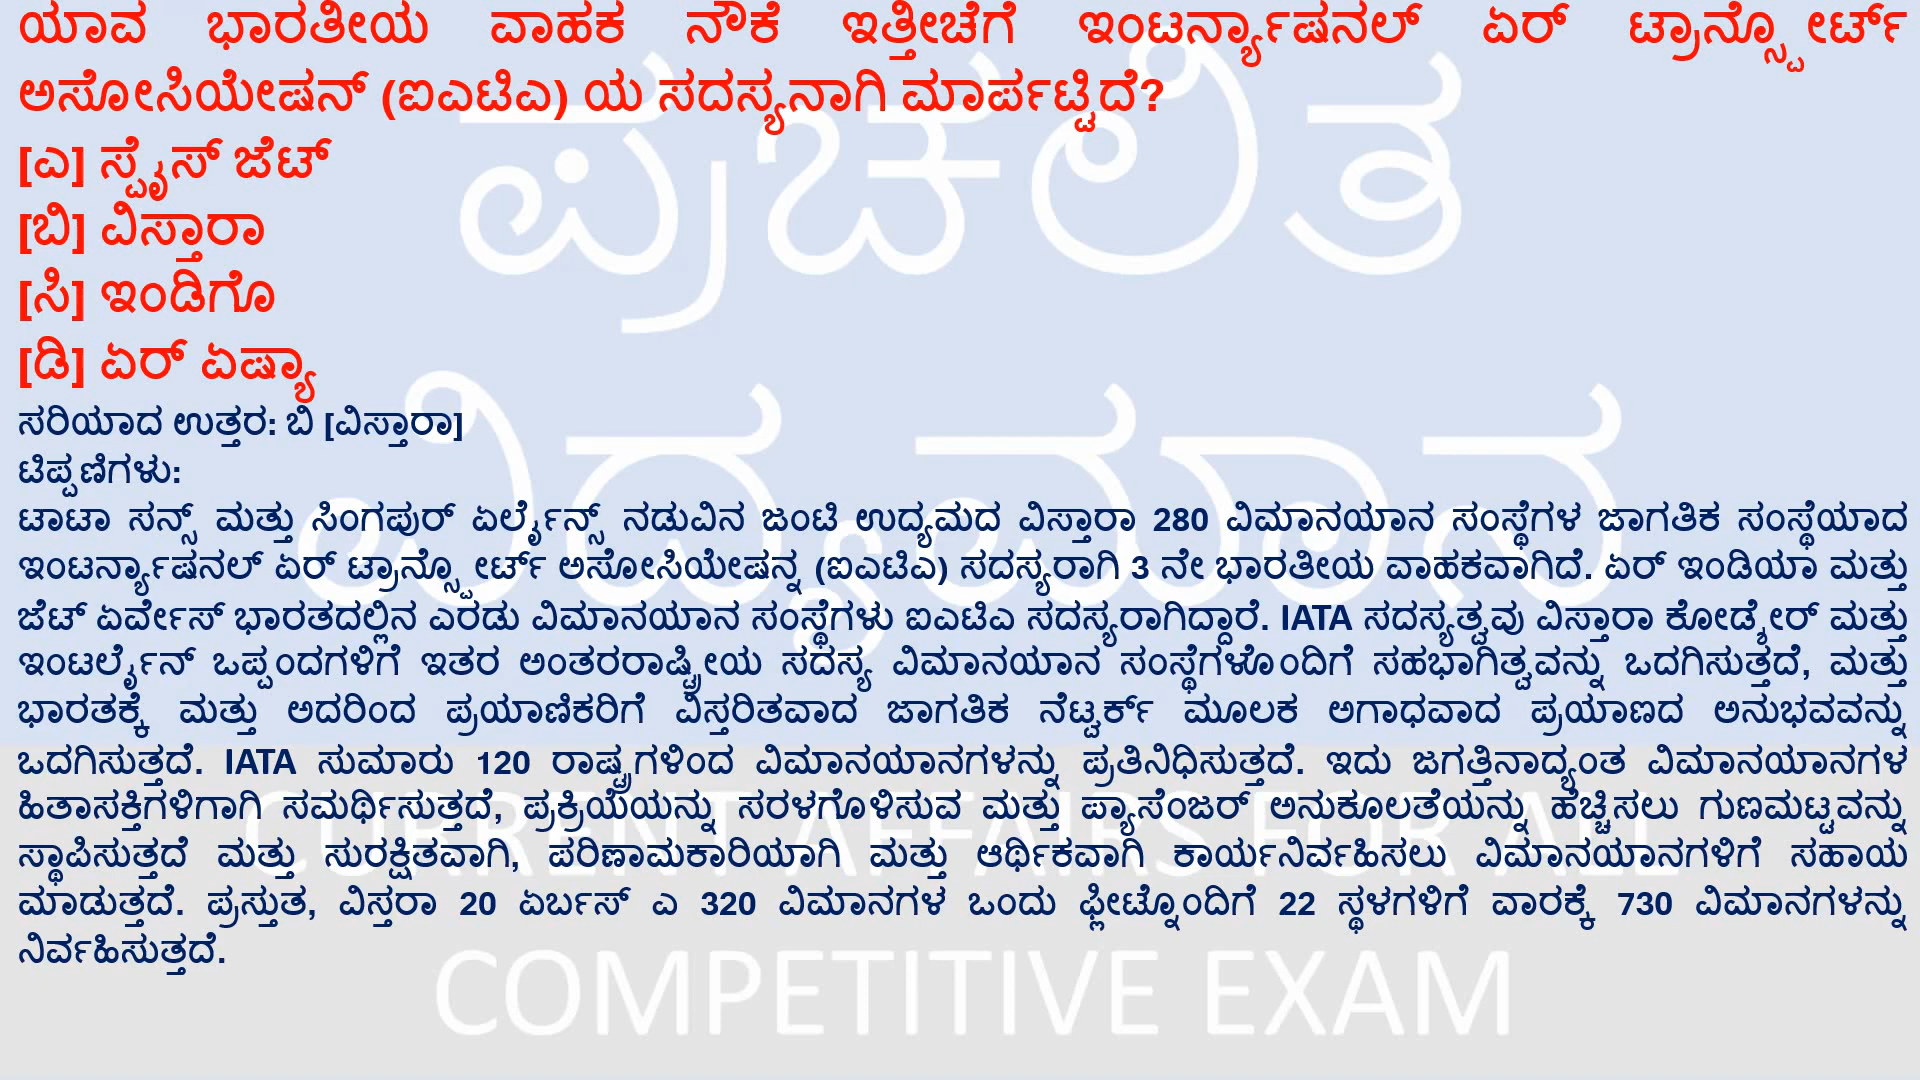 ಯಾವ ಭಾರತೀಯ ವಾಹಕ ನೌಕೆ ಇತ್ತೀಚೆಗೆ ಇಂಟರ್ನ್ಯಾಷನಲ್ ಏರ್ ಟ್ರಾನ್ಸ್ಪೋರ್ಟ್
ಅಸೋಸಿಯೇಷನ್ (ಐಎಟಿಎ) ಯ ಸದಸ್ಯನಾಗಿ ಮಾರ್ಪಟ್ಟಿದೆ?
[ಎ] ಸ್ಪೈಸ್ ಜೆಟ್
[ಬಿ] ವಿಸ್ತಾರಾ
[ಸಿ] ಇಂಡಿಗೊ
[ಡಿ] ಏರ್ ಏಷ್ಯಾ
ಸರಿಯಾದ ಉತ್ತರ: ಬಿ [ವಿಸ್ತಾರಾ]
ಟಿಪ್ಪಣಿಗಳು:
ಟಾಟಾ ಸನ್ಸ್ ಮತ್ತು ಸಿಂಗಪುರ್ ಏರ್ಲೈನ್ಸ್ ನಡುವಿನ ಜಂಟಿ ಉದ್ಯಮದ ವಿಸ್ತಾರಾ 280 ವಿಮಾನಯಾನ ಸಂಸ್ಥೆಗಳ ಜಾಗತಿಕ ಸಂಸ್ಥೆಯಾದ
ಇಂಟರ್ನ್ಯಾಷನಲ್ ಏರ್ ಟ್ರಾನ್ಸ್ಪೋರ್ಟ್ ಅಸೋಸಿಯೇಷನ್ನ (ಐಎಟಿಎ) ಸದಸ್ಯರಾಗಿ 3 ನೇ ಭಾರತೀಯ ವಾಹಕವಾಗಿದೆ. ಏರ್ ಇಂಡಿಯಾ ಮತ್ತು
ಜೆಟ್ ಏರ್ವೇಸ್ ಭಾರತದಲ್ಲಿನ ಎರಡು ವಿಮಾನಯಾನ ಸಂಸ್ಥೆಗಳು ಐಎಟಿಎ ಸದಸ್ಯರಾಗಿದ್ದಾರೆ. IATA ಸದಸ್ಯತ್ವವು ವಿಸ್ತಾರಾ ಕೋಡ್ಶೇರ್ ಮತ್ತು
ಇಂಟರ್ಲೈನ್ ಒಪ್ಪಂದಗಳಿಗೆ ಇತರ ಅಂತರರಾಷ್ಟ್ರೀಯ ಸದಸ್ಯ ವಿಮಾನಯಾನ ಸಂಸ್ಥೆಗಳೊಂದಿಗೆ ಸಹಭಾಗಿತ್ವವನ್ನು ಒದಗಿಸುತ್ತದೆ, ಮತ್ತು
ಭಾರತಕ್ಕೆ ಮತ್ತು ಅದರಿಂದ ಪ್ರಯಾಣಿಕರಿಗೆ ವಿಸ್ತರಿತವಾದ ಜಾಗತಿಕ ನೆಟ್ವರ್ಕ್ ಮೂಲಕ ಅಗಾಧವಾದ ಪ್ರಯಾಣದ ಅನುಭವವನ್ನು
ಒದಗಿಸುತ್ತದೆ. IATA ಸುಮಾರು 120 ರಾಷ್ಟ್ರಗಳಿಂದ ವಿಮಾನಯಾನಗಳನ್ನು ಪ್ರತಿನಿಧಿಸುತ್ತದೆ. ಇದು ಜಗತ್ತಿನಾದ್ಯಂತ ವಿಮಾನಯಾನಗಳ
ಹಿತಾಸಕ್ತಿಗಳಿಗಾಗಿ ಸಮರ್ಥಿಸುತ್ತದೆ, ಪ್ರಕ್ರಿಯೆಯನ್ನು ಸರಳಗೊಳಿಸುವ ಮತ್ತು ಪ್ಯಾಸೆಂಜರ್ ಅನುಕೂಲತೆಯನ್ನು ಹೆಚ್ಚಿಸಲು ಗುಣಮಟ್ಟವನ್ನು
ಸ್ಥಾಪಿಸುತ್ತದೆ ಮತ್ತು ಸುರಕ್ಷಿತವಾಗಿ, ಪರಿಣಾಮಕಾರಿಯಾಗಿ ಮತ್ತು ಆರ್ಥಿಕವಾಗಿ ಕಾರ್ಯನಿರ್ವಹಿಸಲು ವಿಮಾನಯಾನಗಳಿಗೆ ಸಹಾಯ
ಮಾಡುತ್ತದೆ. ಪ್ರಸ್ತುತ, ವಿಸ್ತರಾ 20 ಏರ್ಬಸ್ ಎ 320 ವಿಮಾನಗಳ ಒಂದು ಫ್ಲೀಟ್ನೊಂದಿಗೆ 22 ಸ್ಥಳಗಳಿಗೆ ವಾರಕ್ಕೆ 730 ವಿಮಾನಗಳನ್ನು
ನಿರ್ವಹಿಸುತ್ತದೆ.
ಪ್ರಚಲಿತ
ವಿದ್ಯಮಾನ
CURRENT AFFAIRS FOR ALL
COMPETITIVE EXAM